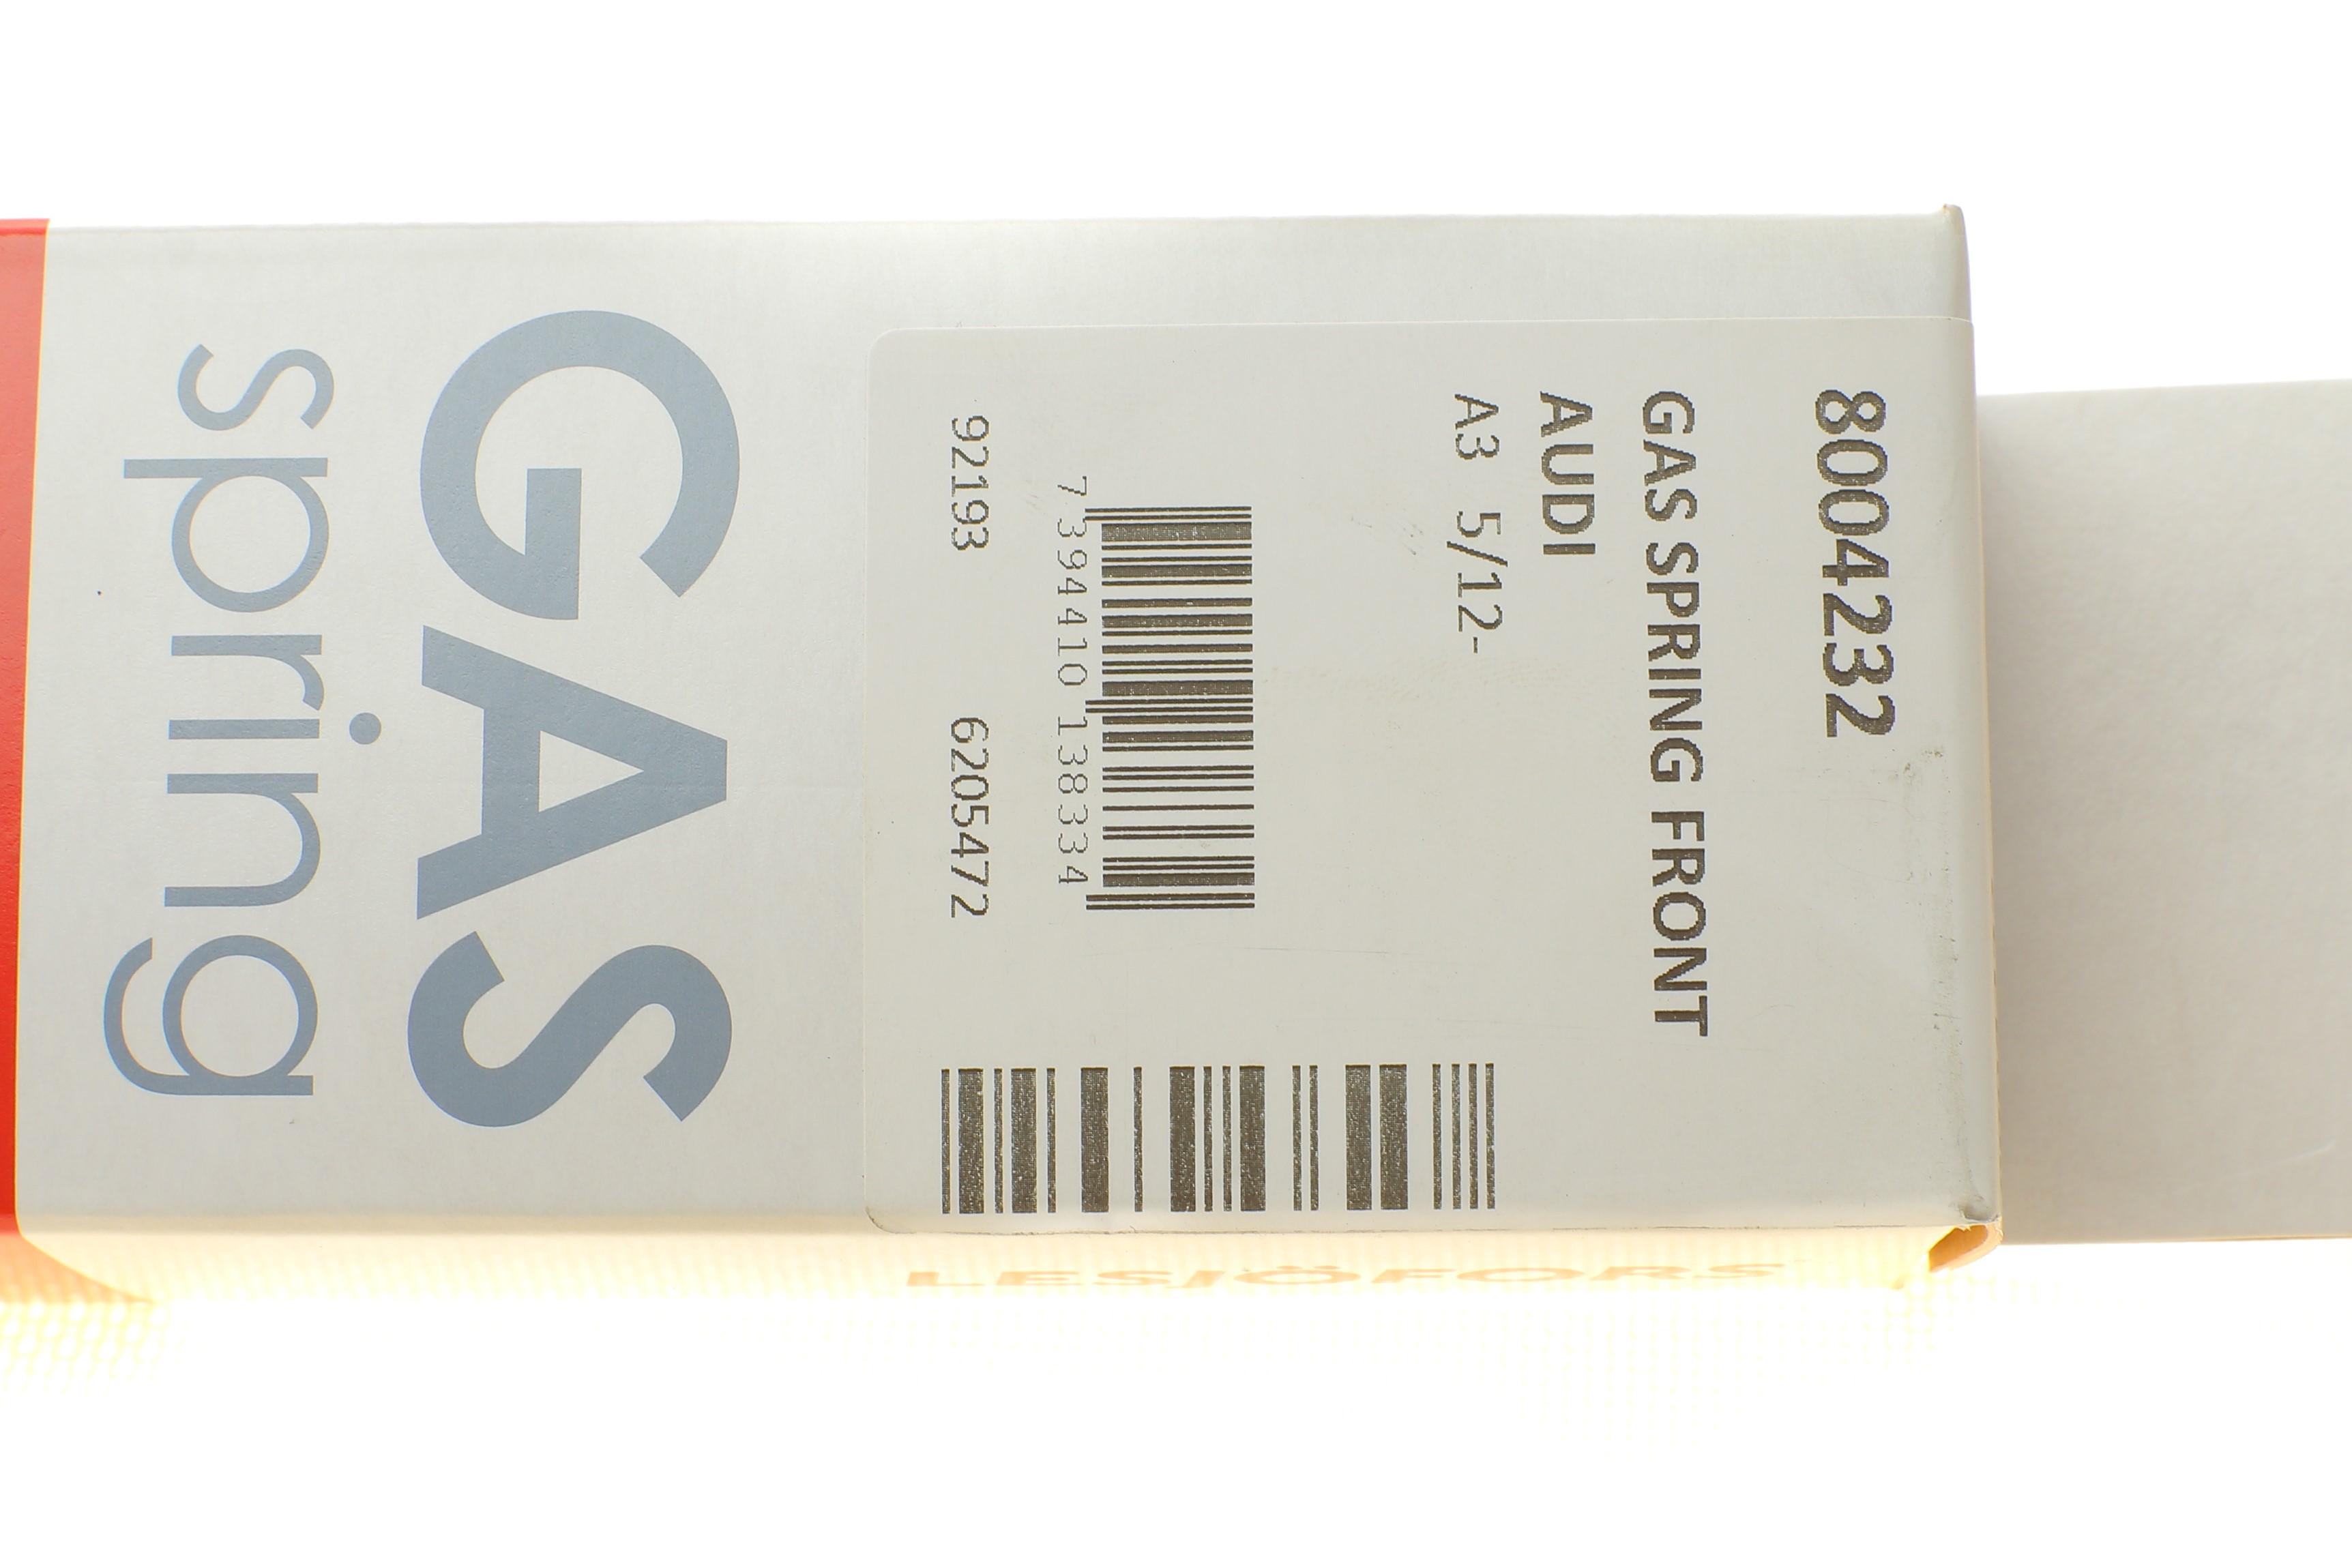 8004232
GAS SPRING FRONT
AUDI
A3 5/12-
7 394410 138334
92193 6205472
GAS
spring
LESJÖFORS